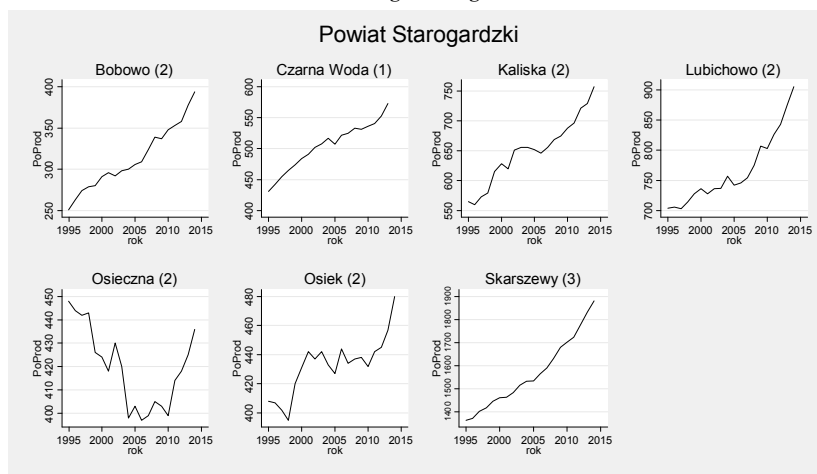 Powiat Starogardzki
Bobowo (2)
PoProd
250 300 350 400
1995 2000 2005 2010 2015
rok
Czarna Woda (1)
PoProd
400 450 500 550 600
1995 2000 2005 2010 2015
rok
Kaliska (2)
PoProd
550 600 650 700 750
1995 2000 2005 2010 2015
rok
Lubichowo (2)
PoProd
700 750 800 850 900
1995 2000 2005 2010 2015
rok
Osieczna (2)
PoProd
400 410 420 430 440 450
1995 2000 2005 2010 2015
rok
Osiek (2)
PoProd
400 420 440 460 480
1995 2000 2005 2010 2015
rok
Skarszewy (3)
PoProd
1400 1500 1600 1700 1800 1900
1995 2000 2005 2010 2015
rok